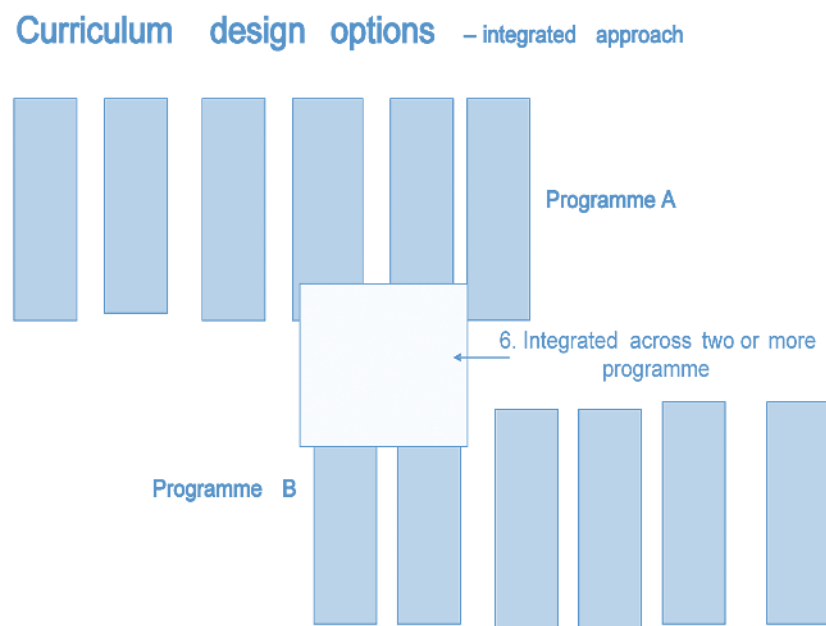 Curriculum design options – integrated approach
Programme A
6. Integrated across two or more
programme
Programme B